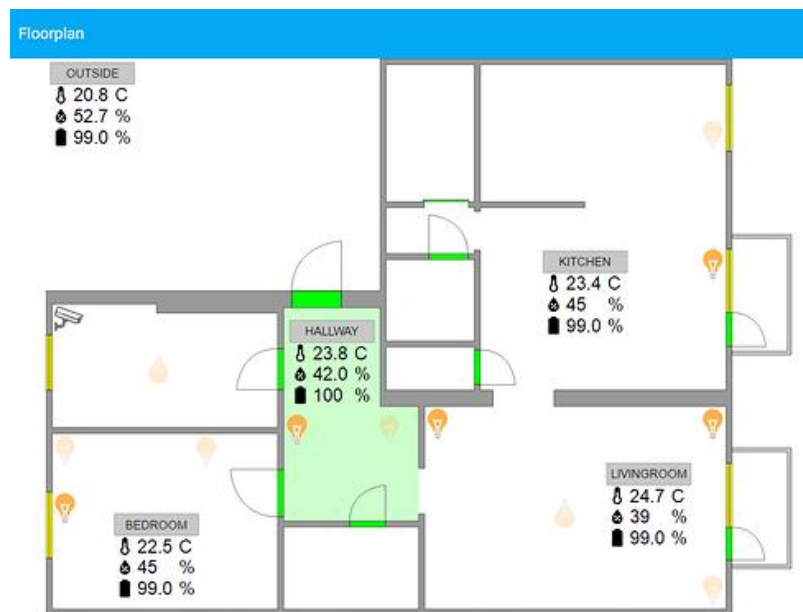 Floorplan
OUTSIDE
20.8 C
52.7 %
99.0 %
KITCHEN
23.4 C
45 %
99.0 %
HALLWAY
23.8 C
42.0 %
100 %
LIVINGROOM
24.7 C
39 %
99.0 %
BEDROOM
22.5 C
45 %
99.0 %